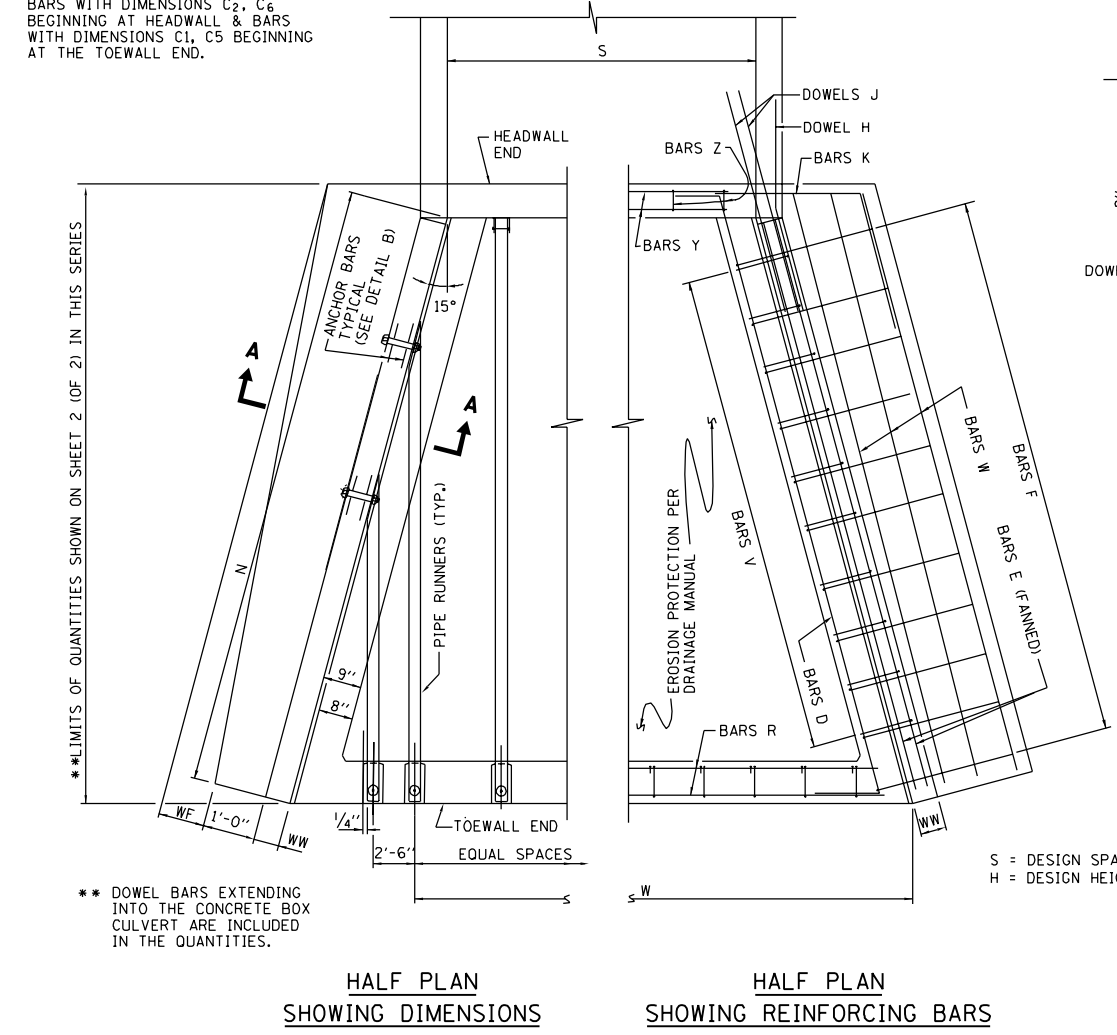 BARS WITH DIMENSIONS C2, C6
BEGINNING AT HEADWALL & BARS
WITH DIMENSIONS C1, C5 BEGINNING
AT THE TOEWALL END.
S
DOWELS J
DOWEL H
BARS Z
BARS K
HEADWALL
END
BARS Y
ANCHOR BARS
TYPICAL
(SEE DETAIL B)
15°
A
A
**LIMITS OF QUANTITIES SHOWN ON SHEET 2 (OF 2) IN THIS SERIES
N
PIPE RUNNERS (TYP.)
9''
8''
EROSION PROTECTION PER
DRAINAGE MANUAL
BARS V
BARS D
BARS W
BARS F
BARS E (FANNED)
BARS R
WF
1'-0''
WW
1/4''
TOEWALL END
2'-6''
EQUAL SPACES
W
WW
S = DESIGN SPA
H = DESIGN HEI
** DOWEL BARS EXTENDING
INTO THE CONCRETE BOX
CULVERT ARE INCLUDED
IN THE QUANTITIES.
HALF PLAN
SHOWING DIMENSIONS
HALF PLAN
SHOWING REINFORCING BARS